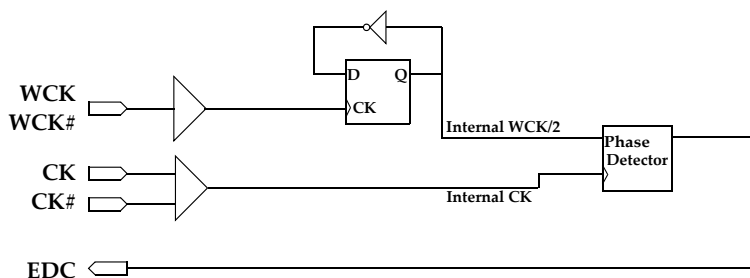 WCK
WCK#
D
Q
CK
Internal WCK/2
Phase
Detector
CK
CK#
Internal CK
EDC